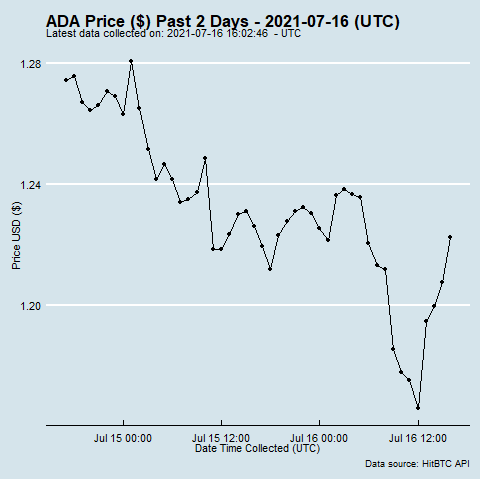 ADA Price ($) Past 2 Days - 2021-07-16 (UTC)
Latest data collected on: 2021-07-16 16:02:46  - UTC
1.28
1.24
1.20
Price USD ($)
Jul 15 00:00
Jul 15 12:00
Jul 16 00:00
Jul 16 12:00
Date Time Collected (UTC)
Data source: HitBTC API